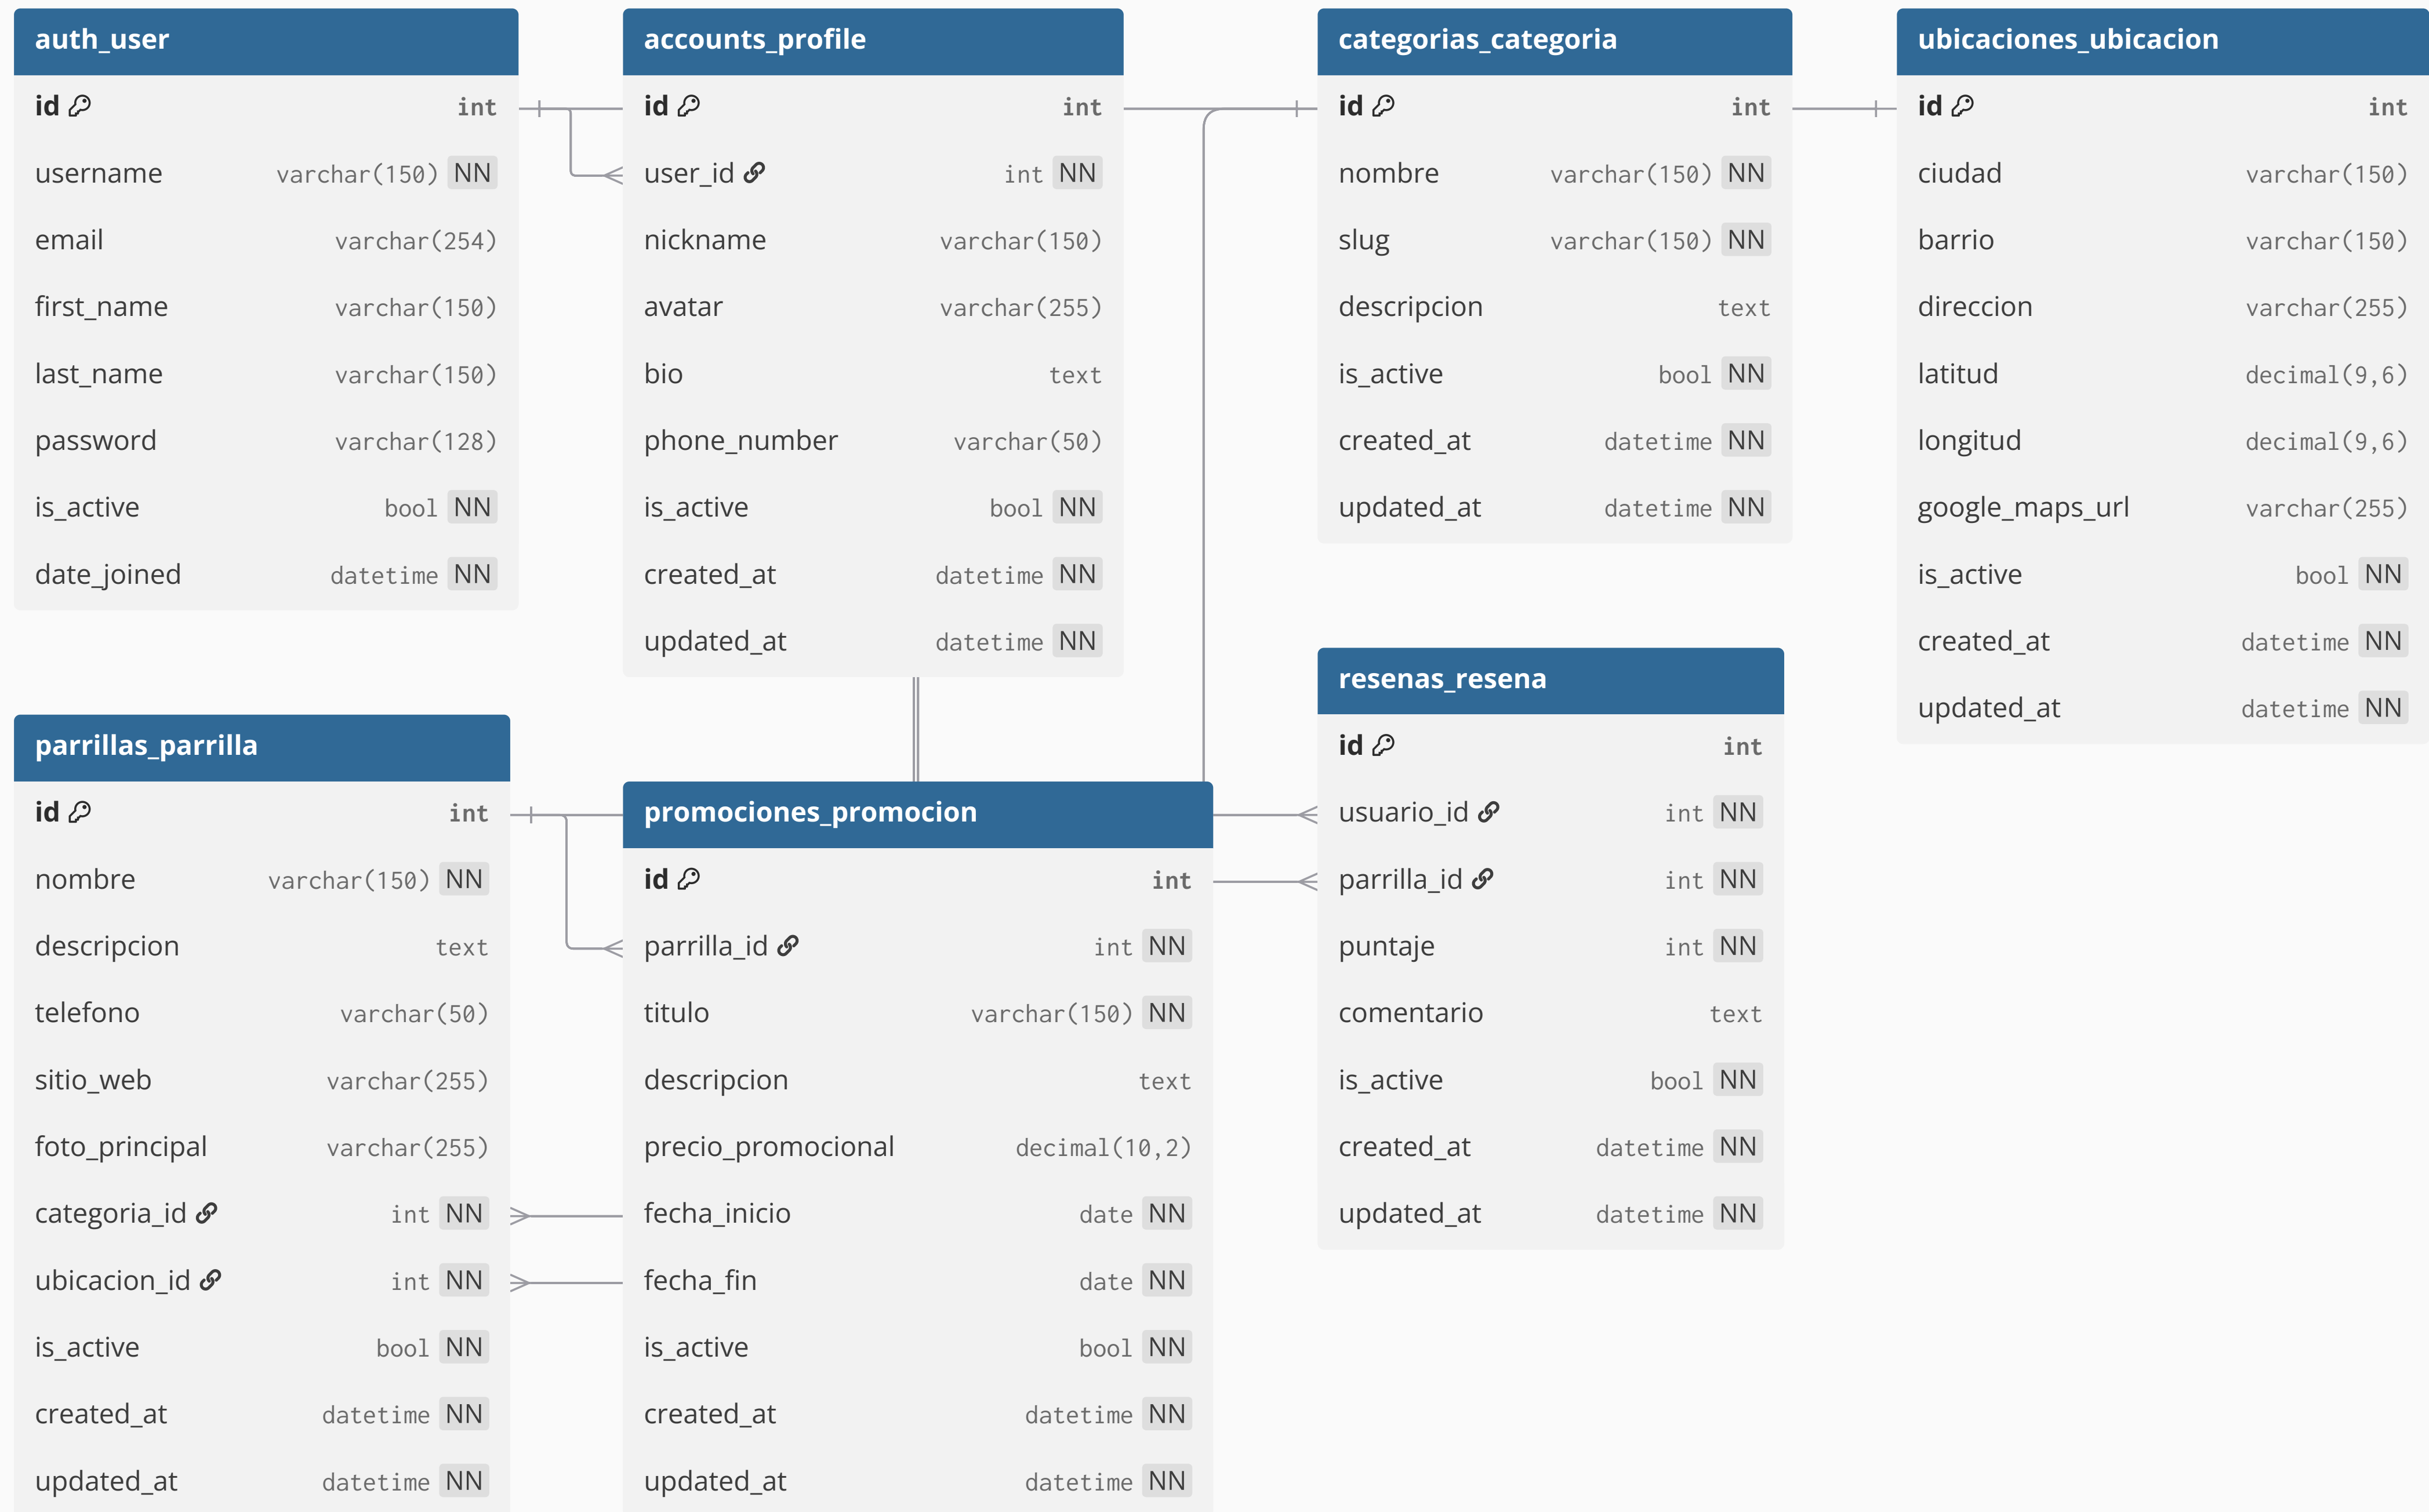 auth_user
id int
username varchar(150) NN
email varchar(254)
first_name varchar(150)
last_name varchar(150)
password varchar(128)
is_active bool NN
date_joined datetime NN
accounts_profile
id int
user_id int NN
nickname varchar(150)
avatar varchar(255)
bio text
phone_number varchar(50)
is_active bool NN
created_at datetime NN
updated_at datetime NN
categorias_categoria
id int
nombre varchar(150) NN
slug varchar(150) NN
descripcion text
is_active bool NN
created_at datetime NN
updated_at datetime NN
ubicaciones_ubicacion
id int
ciudad varchar(150)
barrio varchar(150)
direccion varchar(255)
latitud decimal(9,6)
longitud decimal(9,6)
google_maps_url varchar(255)
is_active bool NN
created_at datetime NN
updated_at datetime NN
parrillas_parrilla
id int
nombre varchar(150) NN
descripcion text
telefono varchar(50)
sitio_web varchar(255)
foto_principal varchar(255)
categoria_id int NN
ubicacion_id int NN
is_active bool NN
created_at datetime NN
updated_at datetime NN
promociones_promocion
id int
parrilla_id int NN
titulo varchar(150) NN
descripcion text
precio_promocional decimal(10,2)
fecha_inicio date NN
fecha_fin date NN
is_active bool NN
created_at datetime NN
updated_at datetime NN
resenas_resena
id int
usuario_id int NN
parrilla_id int NN
puntaje int NN
comentario text
is_active bool NN
created_at datetime NN
updated_at datetime NN